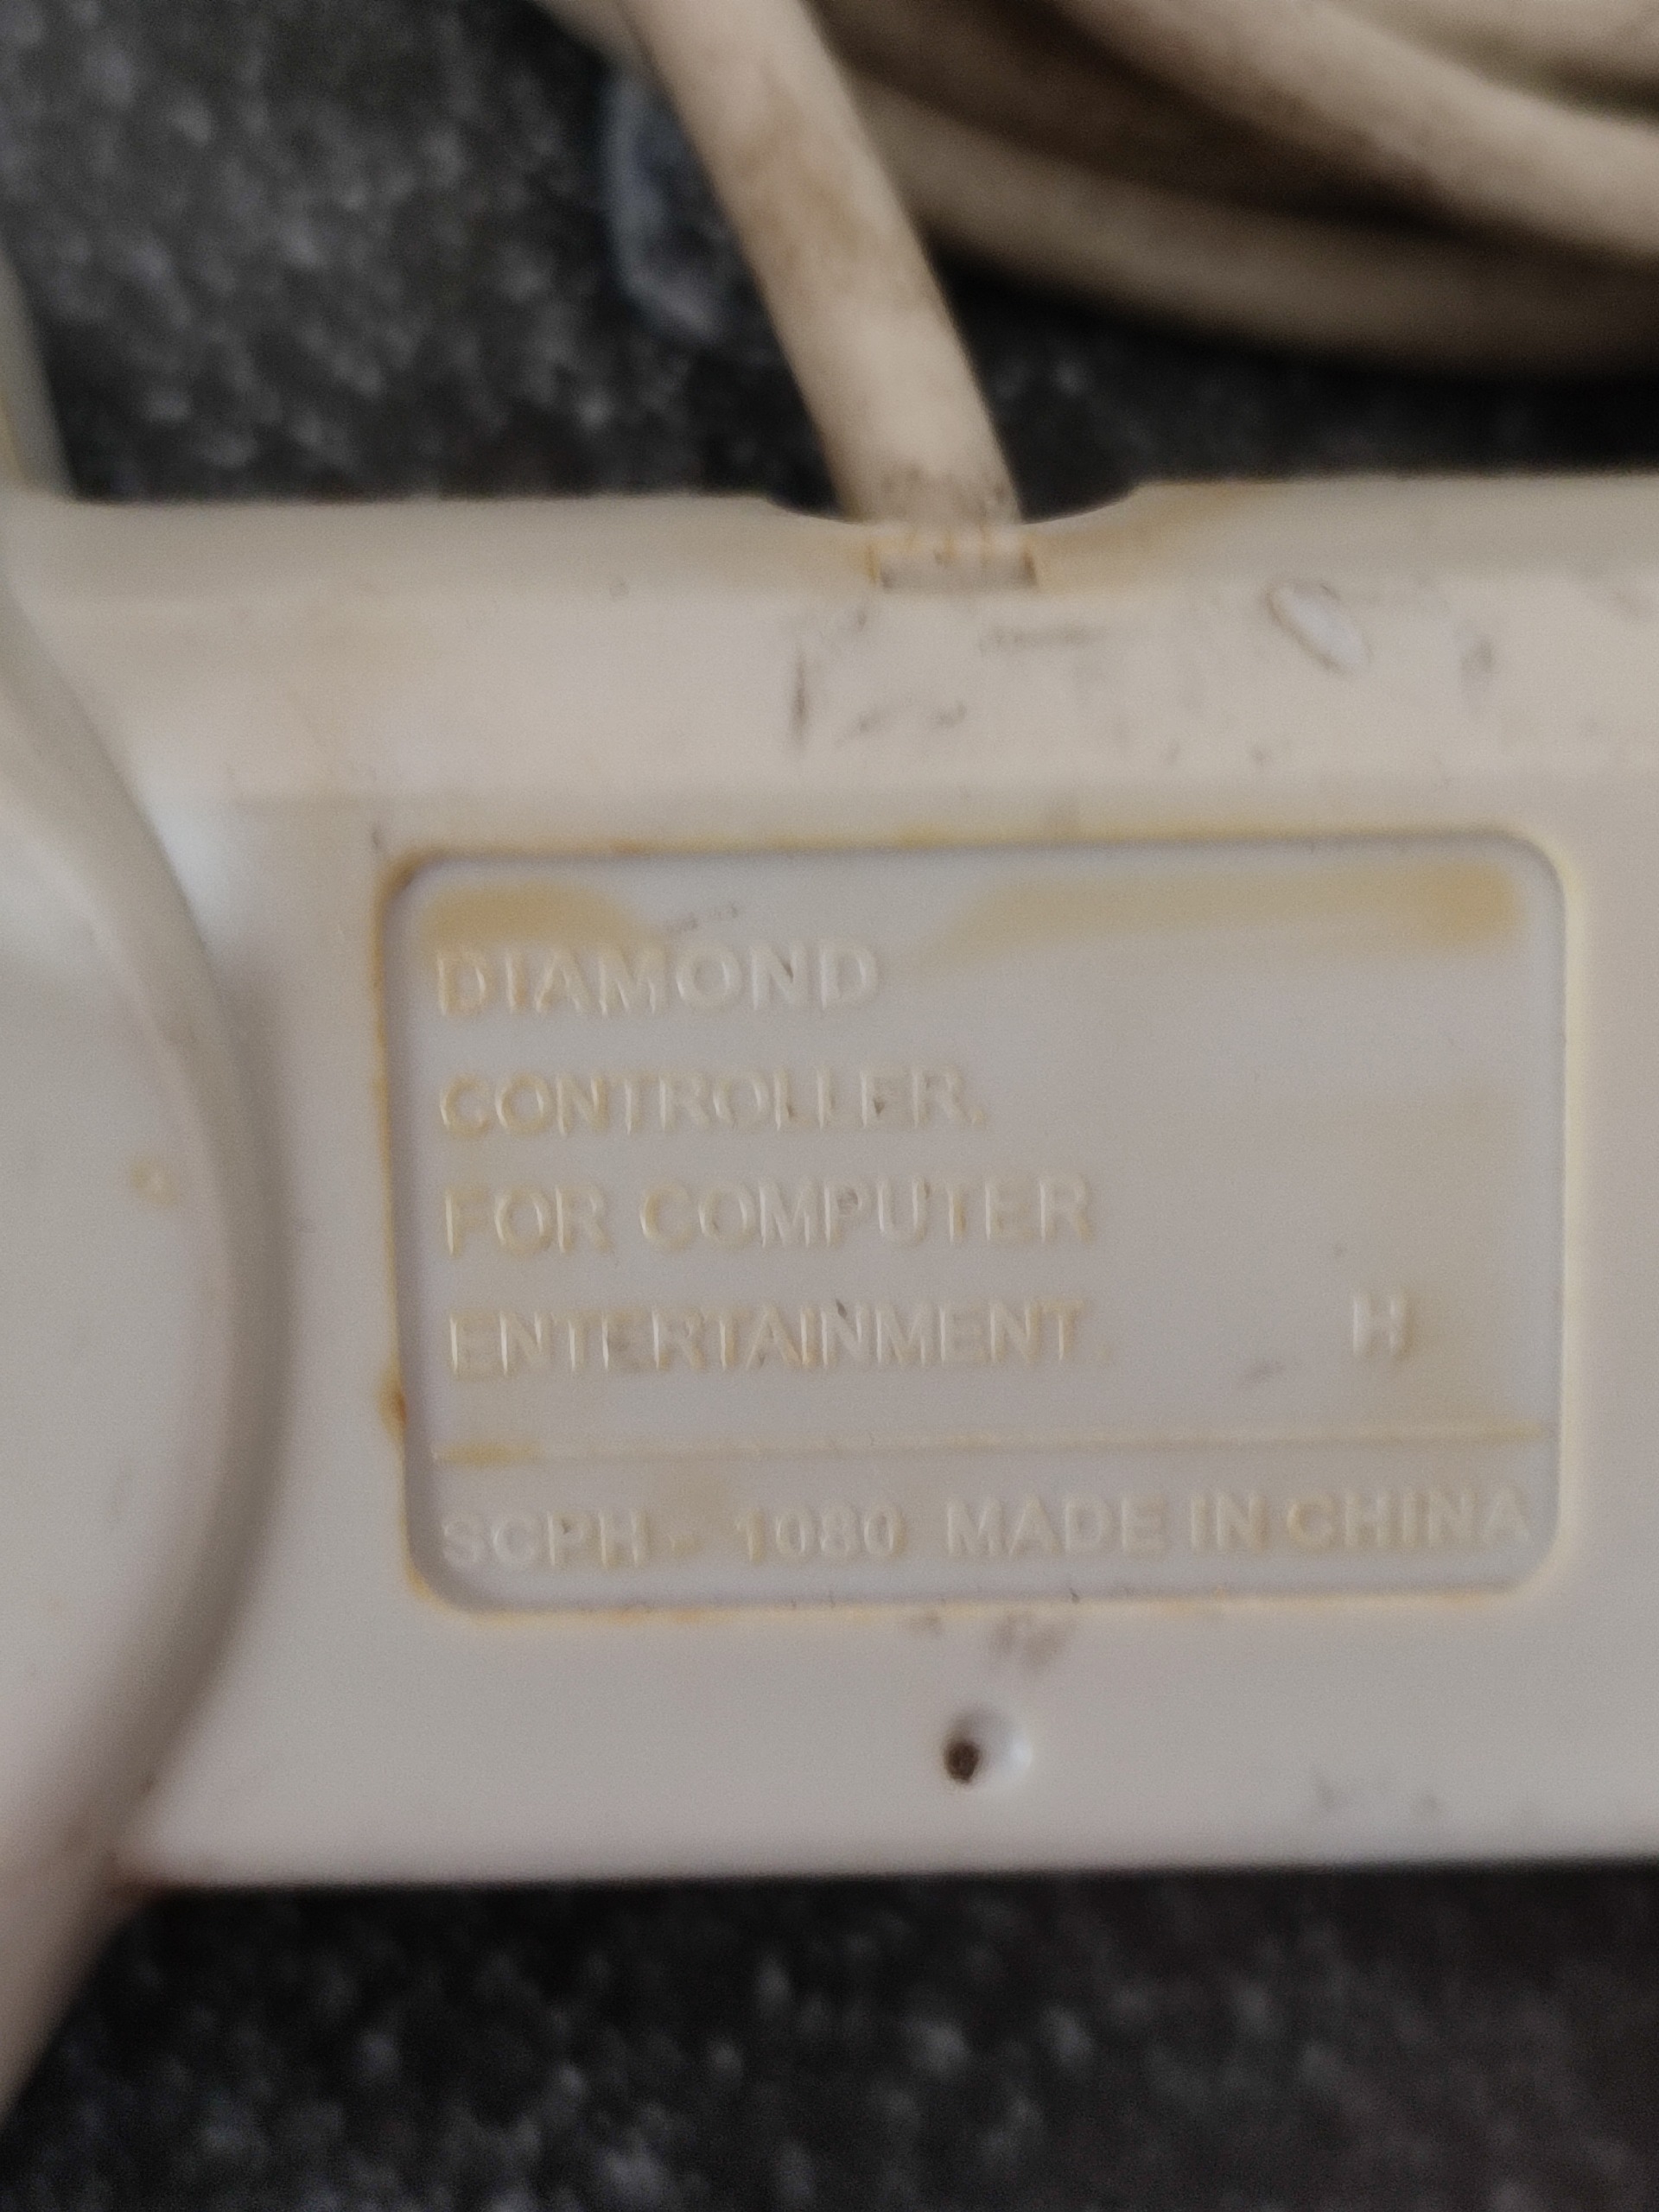 DIAMOND
CONTROLLER.
FOR COMPUTER
ENTERTAINMENT. H
SCPH - 1080 MADE IN CHINA